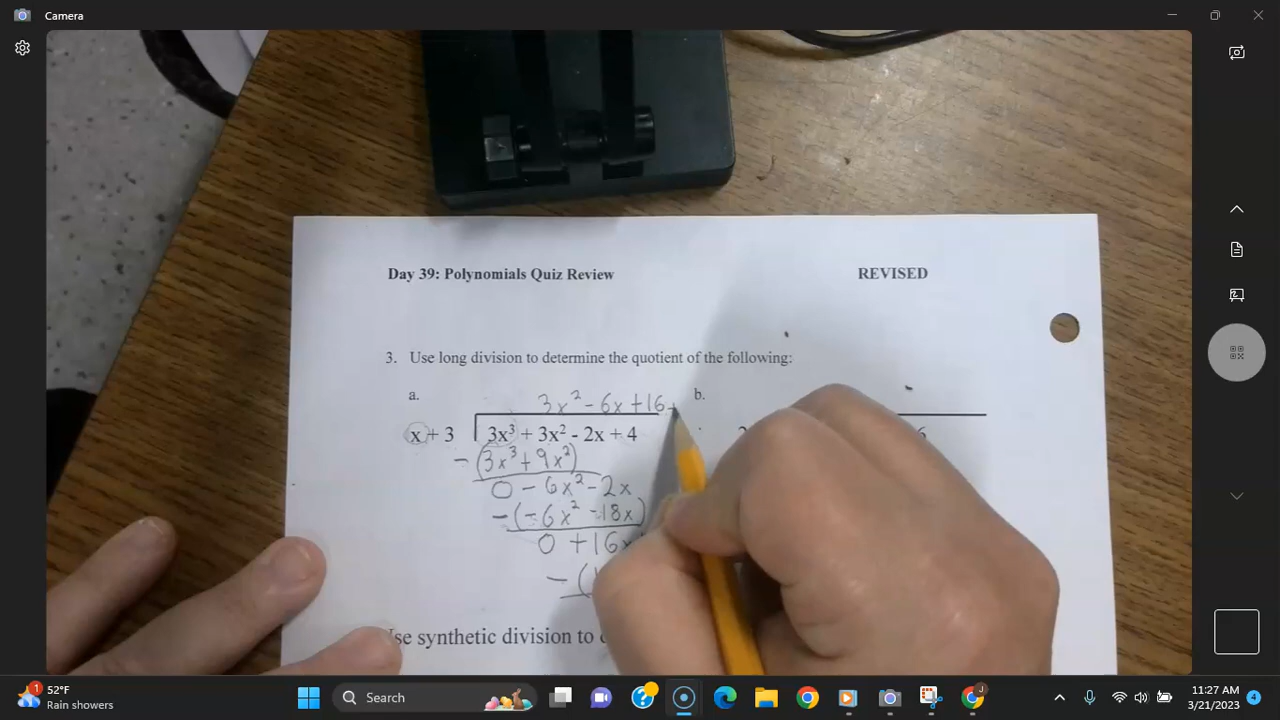 Camera
Day 39: Polynomials Quiz Review
REVISED
3. Use long division to determine the quotient of the following:
a.
3x² - 6x + 16
b.
x + 3
3x³ + 3x² - 2x + 4
- (3x³ + 9x²)
0 - 6x² - 2x
- (-6x² - 18x)
0 + 16x
- (
se synthetic division to
52°F
Rain showers
1
Search
11:27 AM
3/21/2023
4